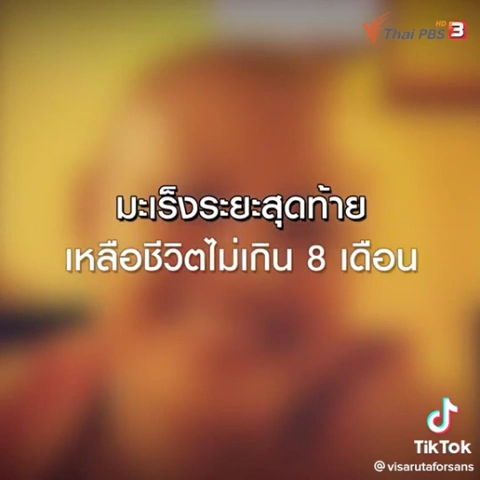 HD 3
Thai PBS
มะเร็งระยะสุดท้าย
เหลือชีวิตไม่เกิน 8 เดือน
TikTok
@visarutaforsans